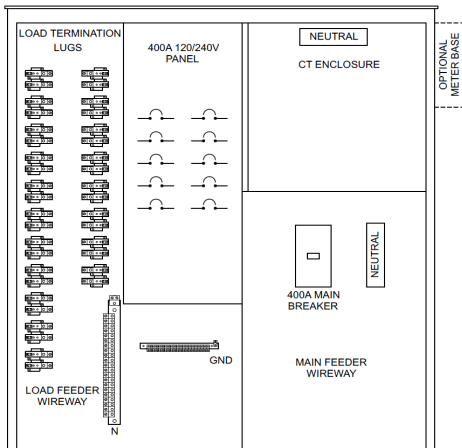 LOAD TERMINATION
LUGS
400A 120/240V
PANEL
NEUTRAL
CT ENCLOSURE
OPTIONAL
METER BASE
NEUTRAL
400A MAIN
BREAKER
GND
MAIN FEEDER
WIREWAY
LOAD FEEDER
WIREWAY
N